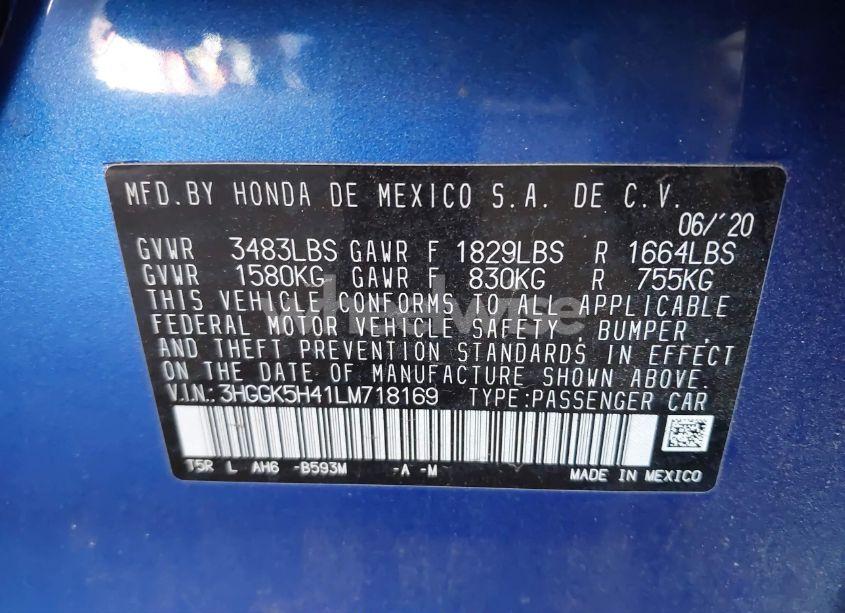 MFD.BY HONDA DE MEXICO S.A. DE C.V.
06/'20
GVWR 3483LBS GAWR F 1829LBS R 1664LBS
GVWR 1580KG GAWR F 830KG R 755KG
THIS VEHICLE CONFORMS TO ALL APPLICABLE
FEDERAL MOTOR VEHICLE SAFETY, BUMPER,
AND THEFT PREVENTION STANDARDS IN EFFECT
ON THE DATE OF MANUFACTURE SHOWN ABOVE.
V.I.N.: 3HGGK5H41LM718169 TYPE:PASSENGER CAR
T5R L AH6 -B593M -A -M
MADE IN MEXICO
wheelwise